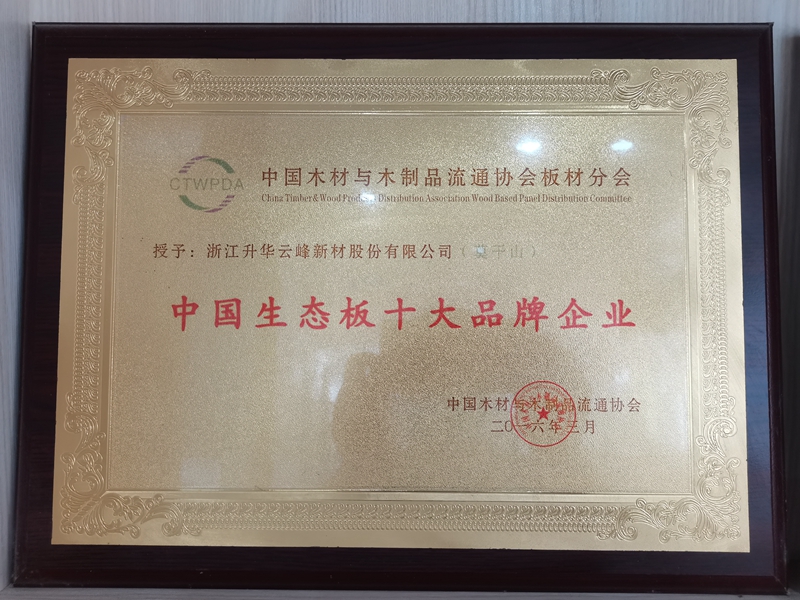 CTWPDA
中国木材与木制品流通协会板材分会
China Timber & Wood Products Distribution Association Wood Based Panel Distribution Committee
授予：浙江升华云峰新材股份有限公司（莫干山）
中国生态板十大品牌企业
中国木材与木制品流通协会
二〇一六年三月